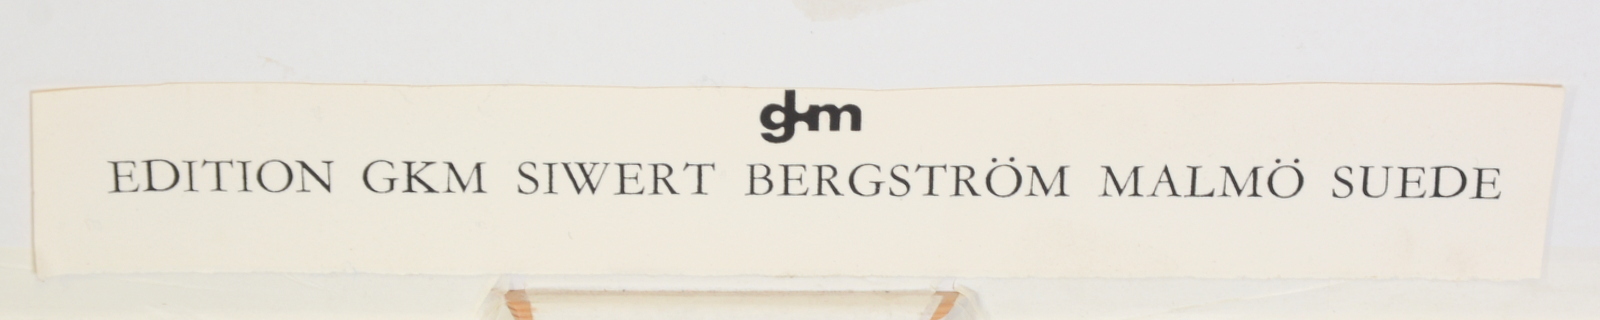 gkm
EDITION GKM SIWERT BERGSTRÖM MALMÖ SUEDE